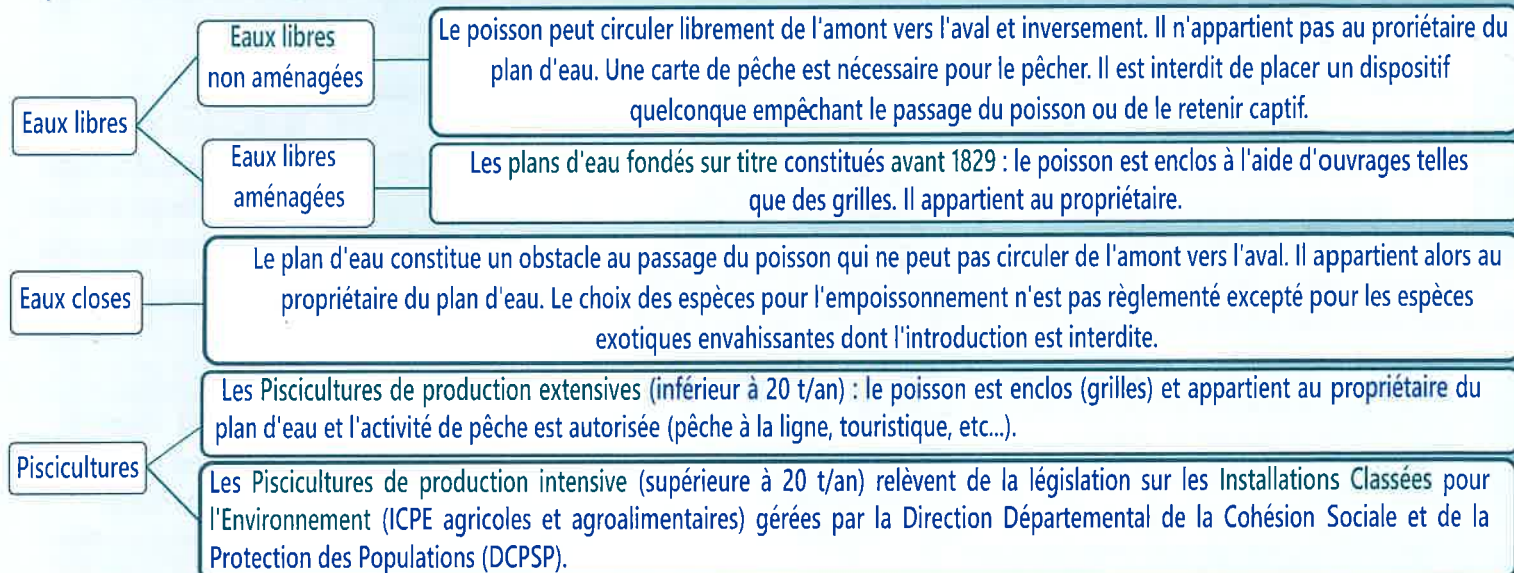 Eaux libres
Eaux libres
non aménagées
Le poisson peut circuler librement de l'amont vers l'aval et inversement. Il n'appartient pas au proriétaire du
plan d'eau. Une carte de pêche est nécessaire pour le pêcher. Il est interdit de placer un dispositif
quelconque empêchant le passage du poisson ou de le retenir captif.
Eaux libres
aménagées
Les plans d'eau fondés sur titre constitués avant 1829 : le poisson est enclos à l'aide d'ouvrages telles
que des grilles. Il appartient au propriétaire.
Eaux closes
Le plan d'eau constitue un obstacle au passage du poisson qui ne peut pas circuler de l'amont vers l'aval. Il appartient alors au
propriétaire du plan d'eau. Le choix des espèces pour l'empoissonnement n'est pas règlementé excepté pour les espèces
exotiques envahissantes dont l'introduction est interdite.
Piscicultures
Les Piscicultures de production extensives (inférieur à 20 t/an) : le poisson est enclos (grilles) et appartient au propriétaire du
plan d'eau et l'activité de pêche est autorisée (pêche à la ligne, touristique, etc...).
Les Piscicultures de production intensive (supérieure à 20 t/an) relèvent de la législation sur les Installations Classées pour
l'Environnement (ICPE agricoles et agroalimentaires) gérées par la Direction Départemental de la Cohésion Sociale et de la
Protection des Populations (DCPSP).